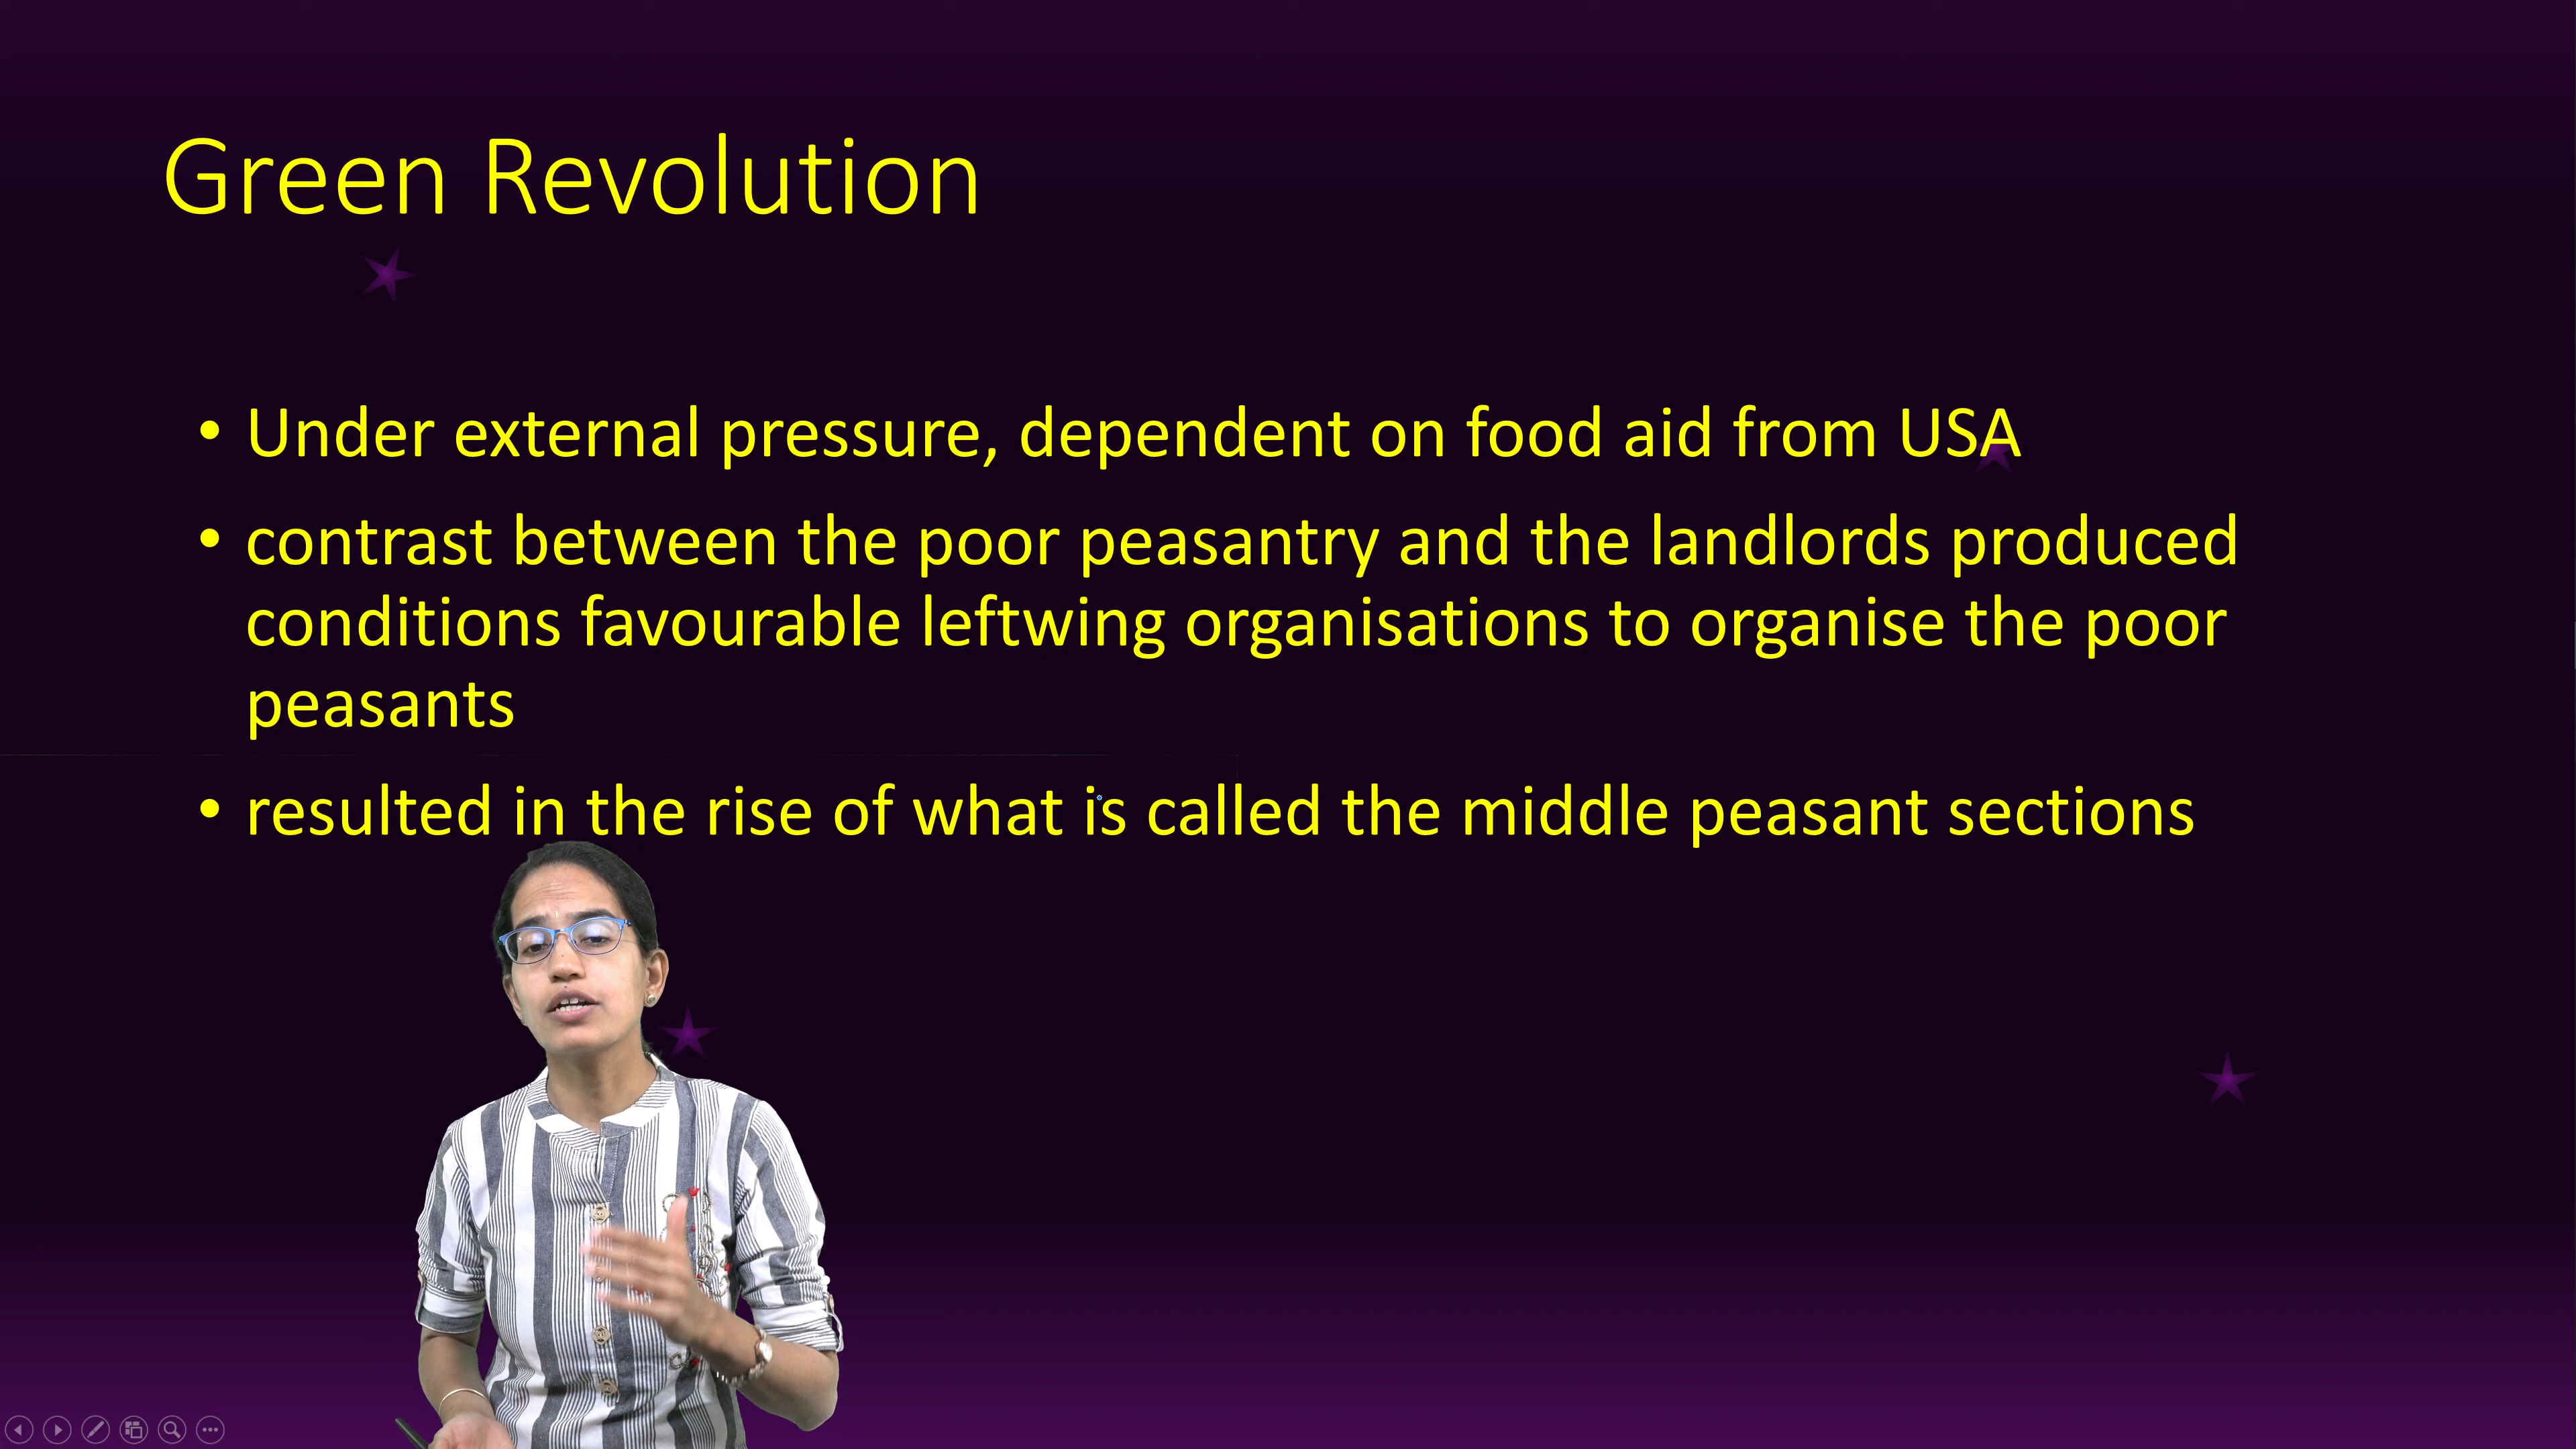 Green Revolution
• Under external pressure, dependent on food aid from USA
• contrast between the poor peasantry and the landlords produced
conditions favourable leftwing organisations to organise the poor
peasants
• resulted in the rise of what is called the middle peasant sections